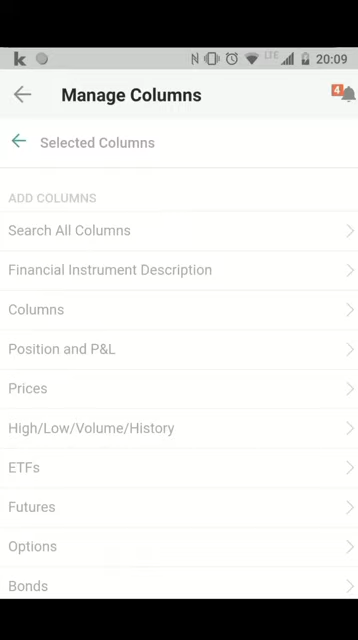 k
N
LTE
20:09
Manage Columns
4
Selected Columns
ADD COLUMNS
Search All Columns
Financial Instrument Description
Columns
Position and P&L
Prices
High/Low/Volume/History
ETFs
Futures
Options
Bonds